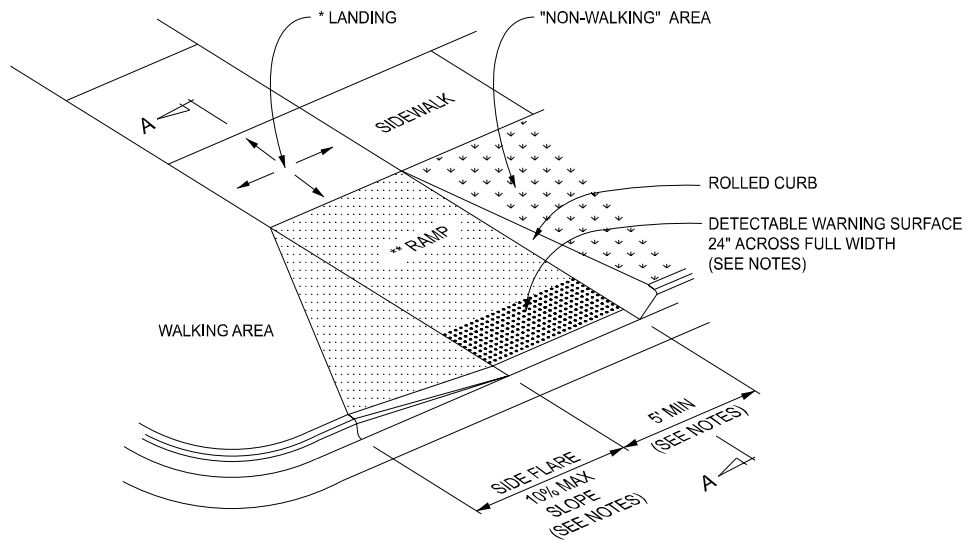 * LANDING
"NON-WALKING" AREA
A
SIDEWALK
ROLLED CURB
DETECTABLE WARNING SURFACE
24" ACROSS FULL WIDTH
(SEE NOTES)
** RAMP
WALKING AREA
5' MIN
(SEE NOTES)
SIDE FLARE
10% MAX
SLOPE
(SEE NOTES)
A